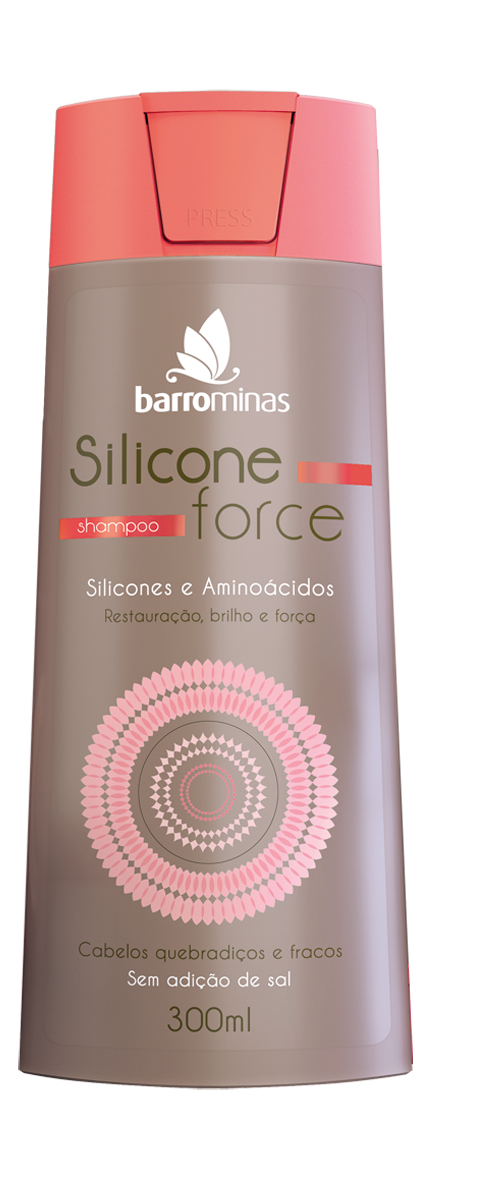 PRESS
barrominas
Silicone
shampoo force
Silicones e Aminoácidos
Restauração, brilho e força
Cabelos quebradiços e fracos
Sem adição de sal
300ml